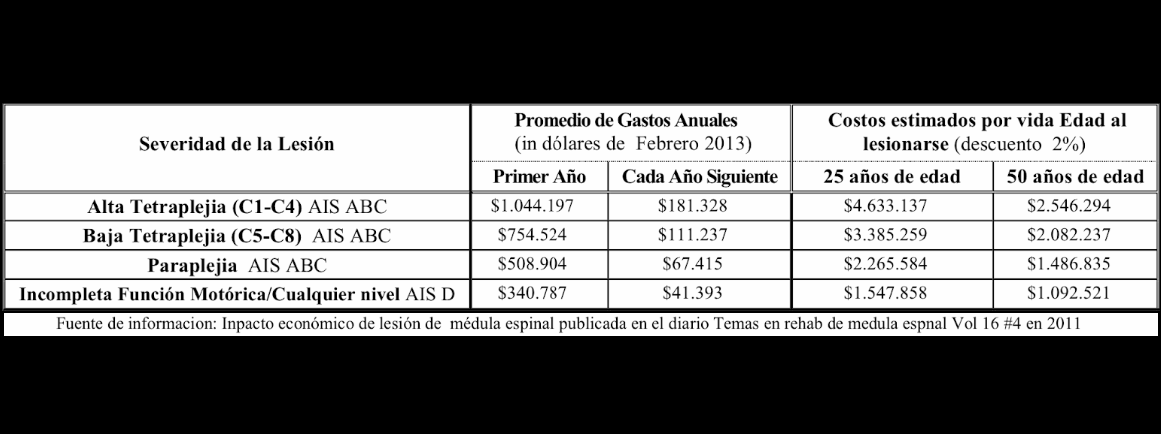 Severidad de la Lesión
Promedio de Gastos Anuales
(in dólares de Febrero 2013)
Costos estimados por vida Edad al
lesionarse (descuento 2%)
Primer Año Cada Año Siguiente 25 años de edad 50 años de edad
Alta Tetraplejia (C1-C4) AIS ABC $1.044.197 $181.328 $4.633.137 $2.546.294
Baja Tetraplejia (C5-C8) AIS ABC $754.524 $111.237 $3.385.259 $2.082.237
Paraplejia AIS ABC $508.904 $67.415 $2.265.584 $1.486.835
Incompleta Función Motórica/Cualquier nivel AIS D $340.787 $41.393 $1.547.858 $1.092.521
Fuente de informacion: Inpacto económico de lesión de médula espinal publicada en el diario Temas en rehab de medula espnal Vol 16 #4 en 2011